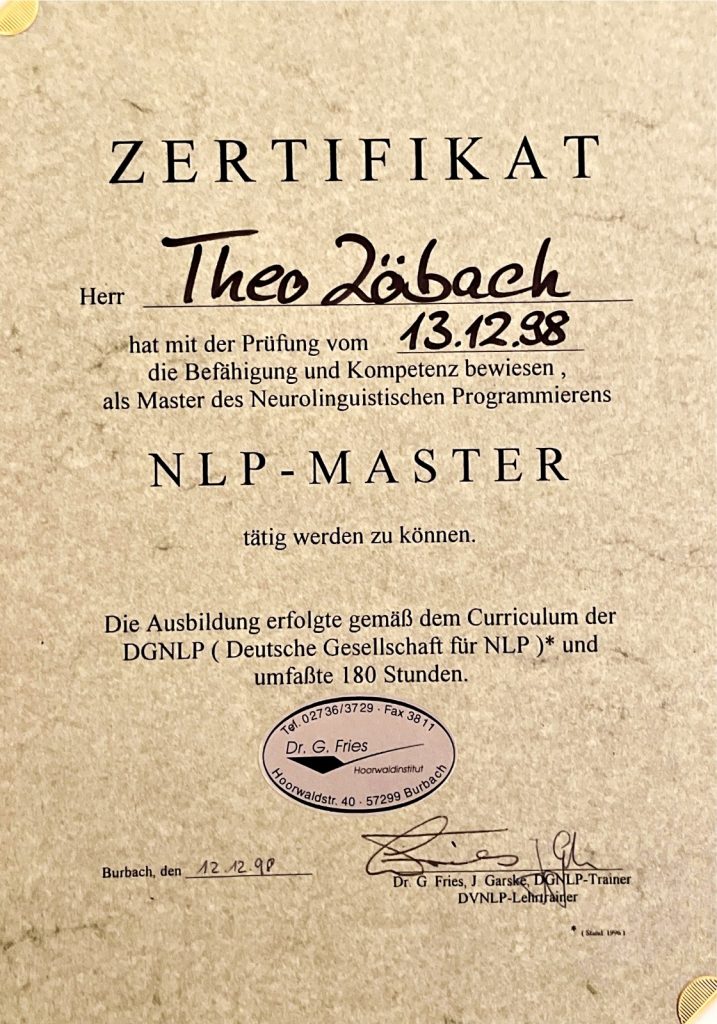 ZERTIFIKAT
Herr Theo Zöbach
hat mit der Prüfung vom 13.12.98
die Befähigung und Kompetenz bewiesen ,
als Master des Neurolinguistischen Programmierens
NLP-MASTER
tätig werden zu können.
Die Ausbildung erfolgte gemäß dem Curriculum der
DGNLP ( Deutsche Gesellschaft für NLP )* und
umfaßte 180 Stunden.
Tel. 02736/3729 · Fax 3811
Dr. G. Fries
Hoorwaldinstitut
Hoorwaldstr. 40 · 57299 Burbach
Burbach, den 12.12.98
Dr. G Fries, J. Garske, DGNLP-Trainer
DVNLP-Lehrtrainer
* ( Stand 1996 )